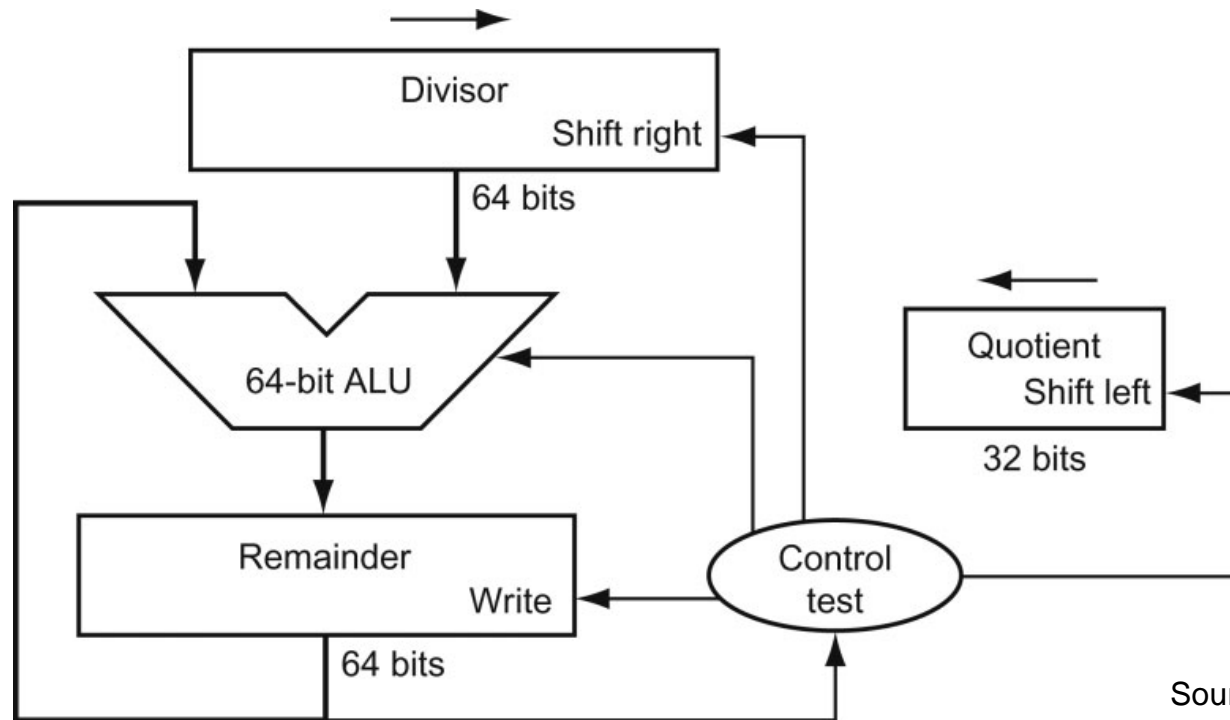 Divisor
Shift right
64 bits
64-bit ALU
Quotient
Shift left
32 bits
Remainder
Write
Control
test
64 bits